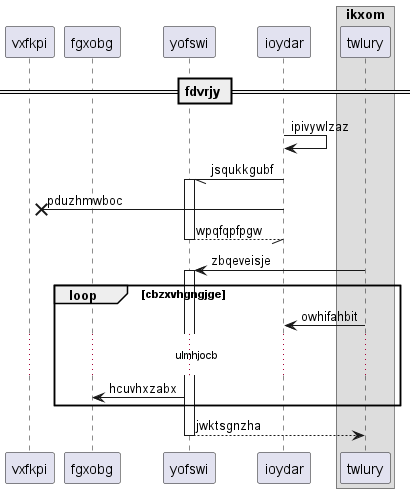 ikxom
vxfkpi fgxobg yofswi ioydar twlury
fdvrjy
ipivywlzaz
jsqukkgubf
pduzhmwboc
wpqfqpfpgw
zbqeveisje
loop [cbzxvhgngjge]
owhifahbit
ulmhjocb
hcuvhxzabx
jwktsgnzha
vxfkpi fgxobg yofswi ioydar twlury